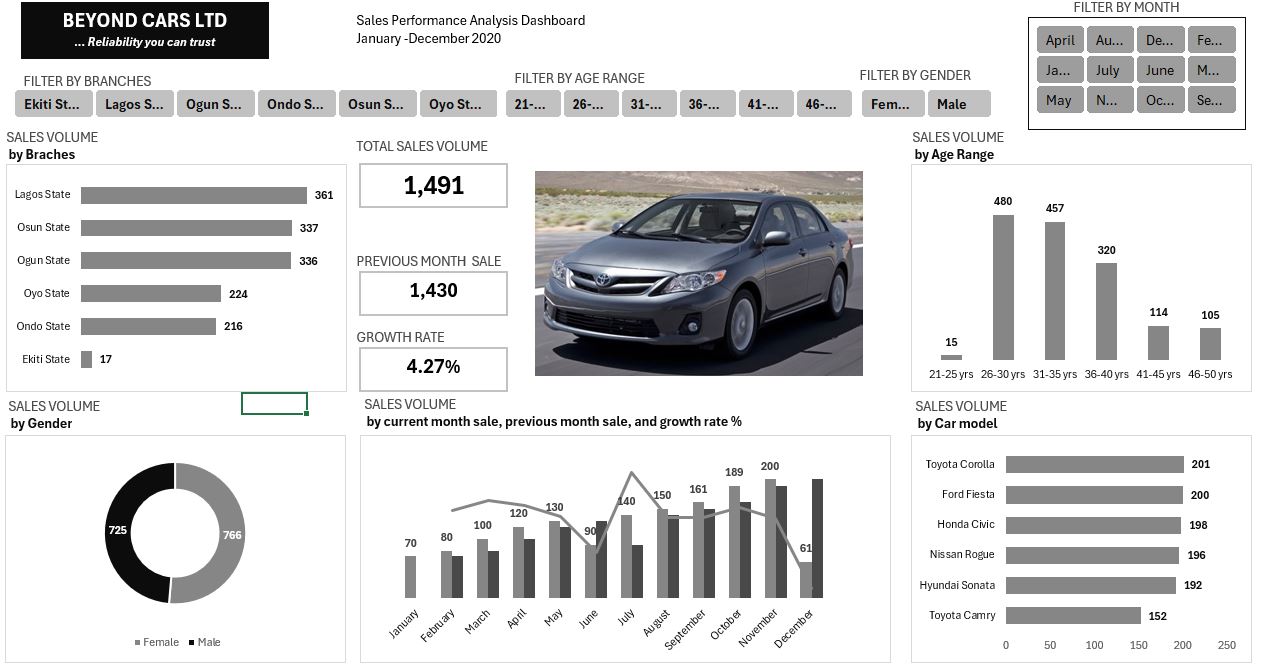 BEYOND CARS LTD
... Reliability you can trust
Sales Performance Analysis Dashboard
January -December 2020
FILTER BY MONTH
April Au... De... Fe...
Ja... July June M...
May N... Oc... Se...
FILTER BY BRANCHES
Ekiti St... Lagos S... Ogun S... Ondo S... Osun S... Oyo St...
FILTER BY AGE RANGE
21-... 26-... 31-... 36-... 41-... 46-...
FILTER BY GENDER
Fem... Male
SALES VOLUME
by Braches
Lagos State 361
Osun State 337
Ogun State 336
Oyo State 224
Ondo State 216
Ekiti State 17
TOTAL SALES VOLUME
1,491
PREVIOUS MONTH SALE
1,430
GROWTH RATE
4.27%
SALES VOLUME
by Age Range
15 480 457 320 114 105
21-25 yrs 26-30 yrs 31-35 yrs 36-40 yrs 41-45 yrs 46-50 yrs
SALES VOLUME
by Gender
725 766
Female Male
SALES VOLUME
by current month sale, previous month sale, and growth rate %
70 80 100 120 130 90 140 150 161 189 200 61
January February March April May June July August September October November December
SALES VOLUME
by Car model
Toyota Corolla 201
Ford Fiesta 200
Honda Civic 198
Nissan Rogue 196
Hyundai Sonata 192
Toyota Camry 152
0 50 100 150 200 250